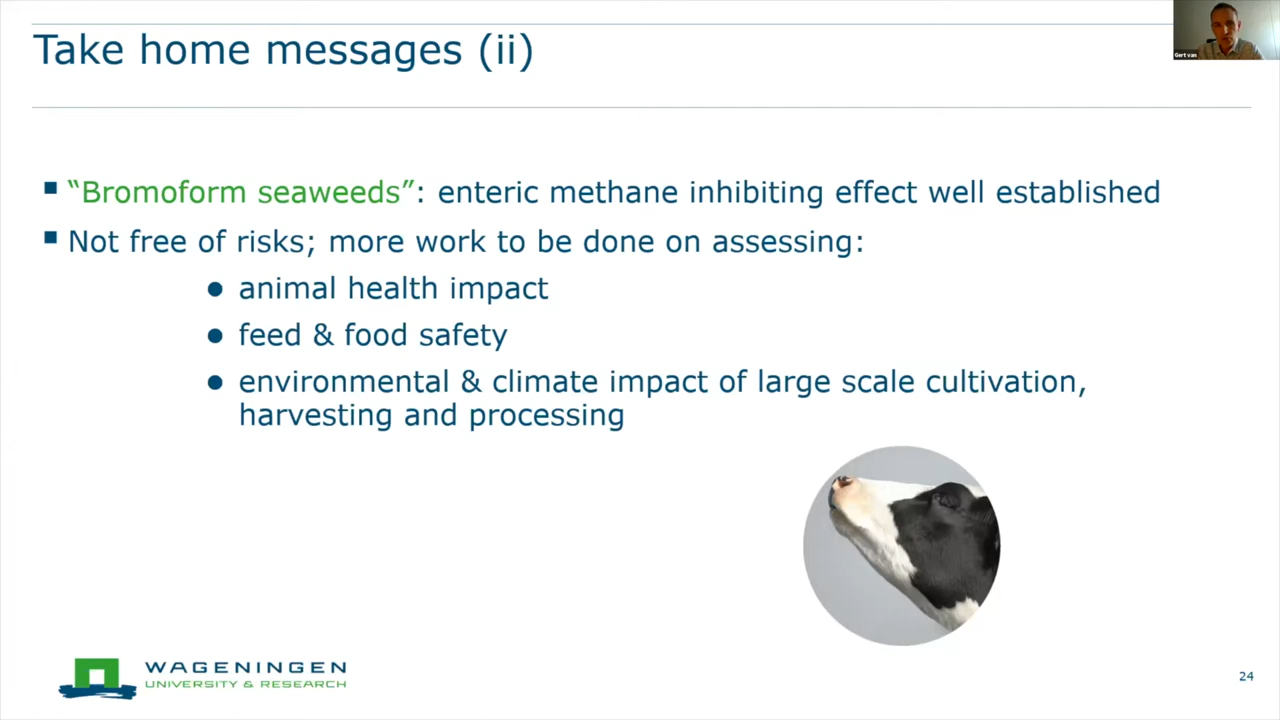 Take home messages (ii)
Gert van
▪ “Bromoform seaweeds”: enteric methane inhibiting effect well established
▪ Not free of risks; more work to be done on assessing:
● animal health impact
● feed & food safety
● environmental & climate impact of large scale cultivation,
harvesting and processing
WAGENINGEN
UNIVERSITY & RESEARCH
24